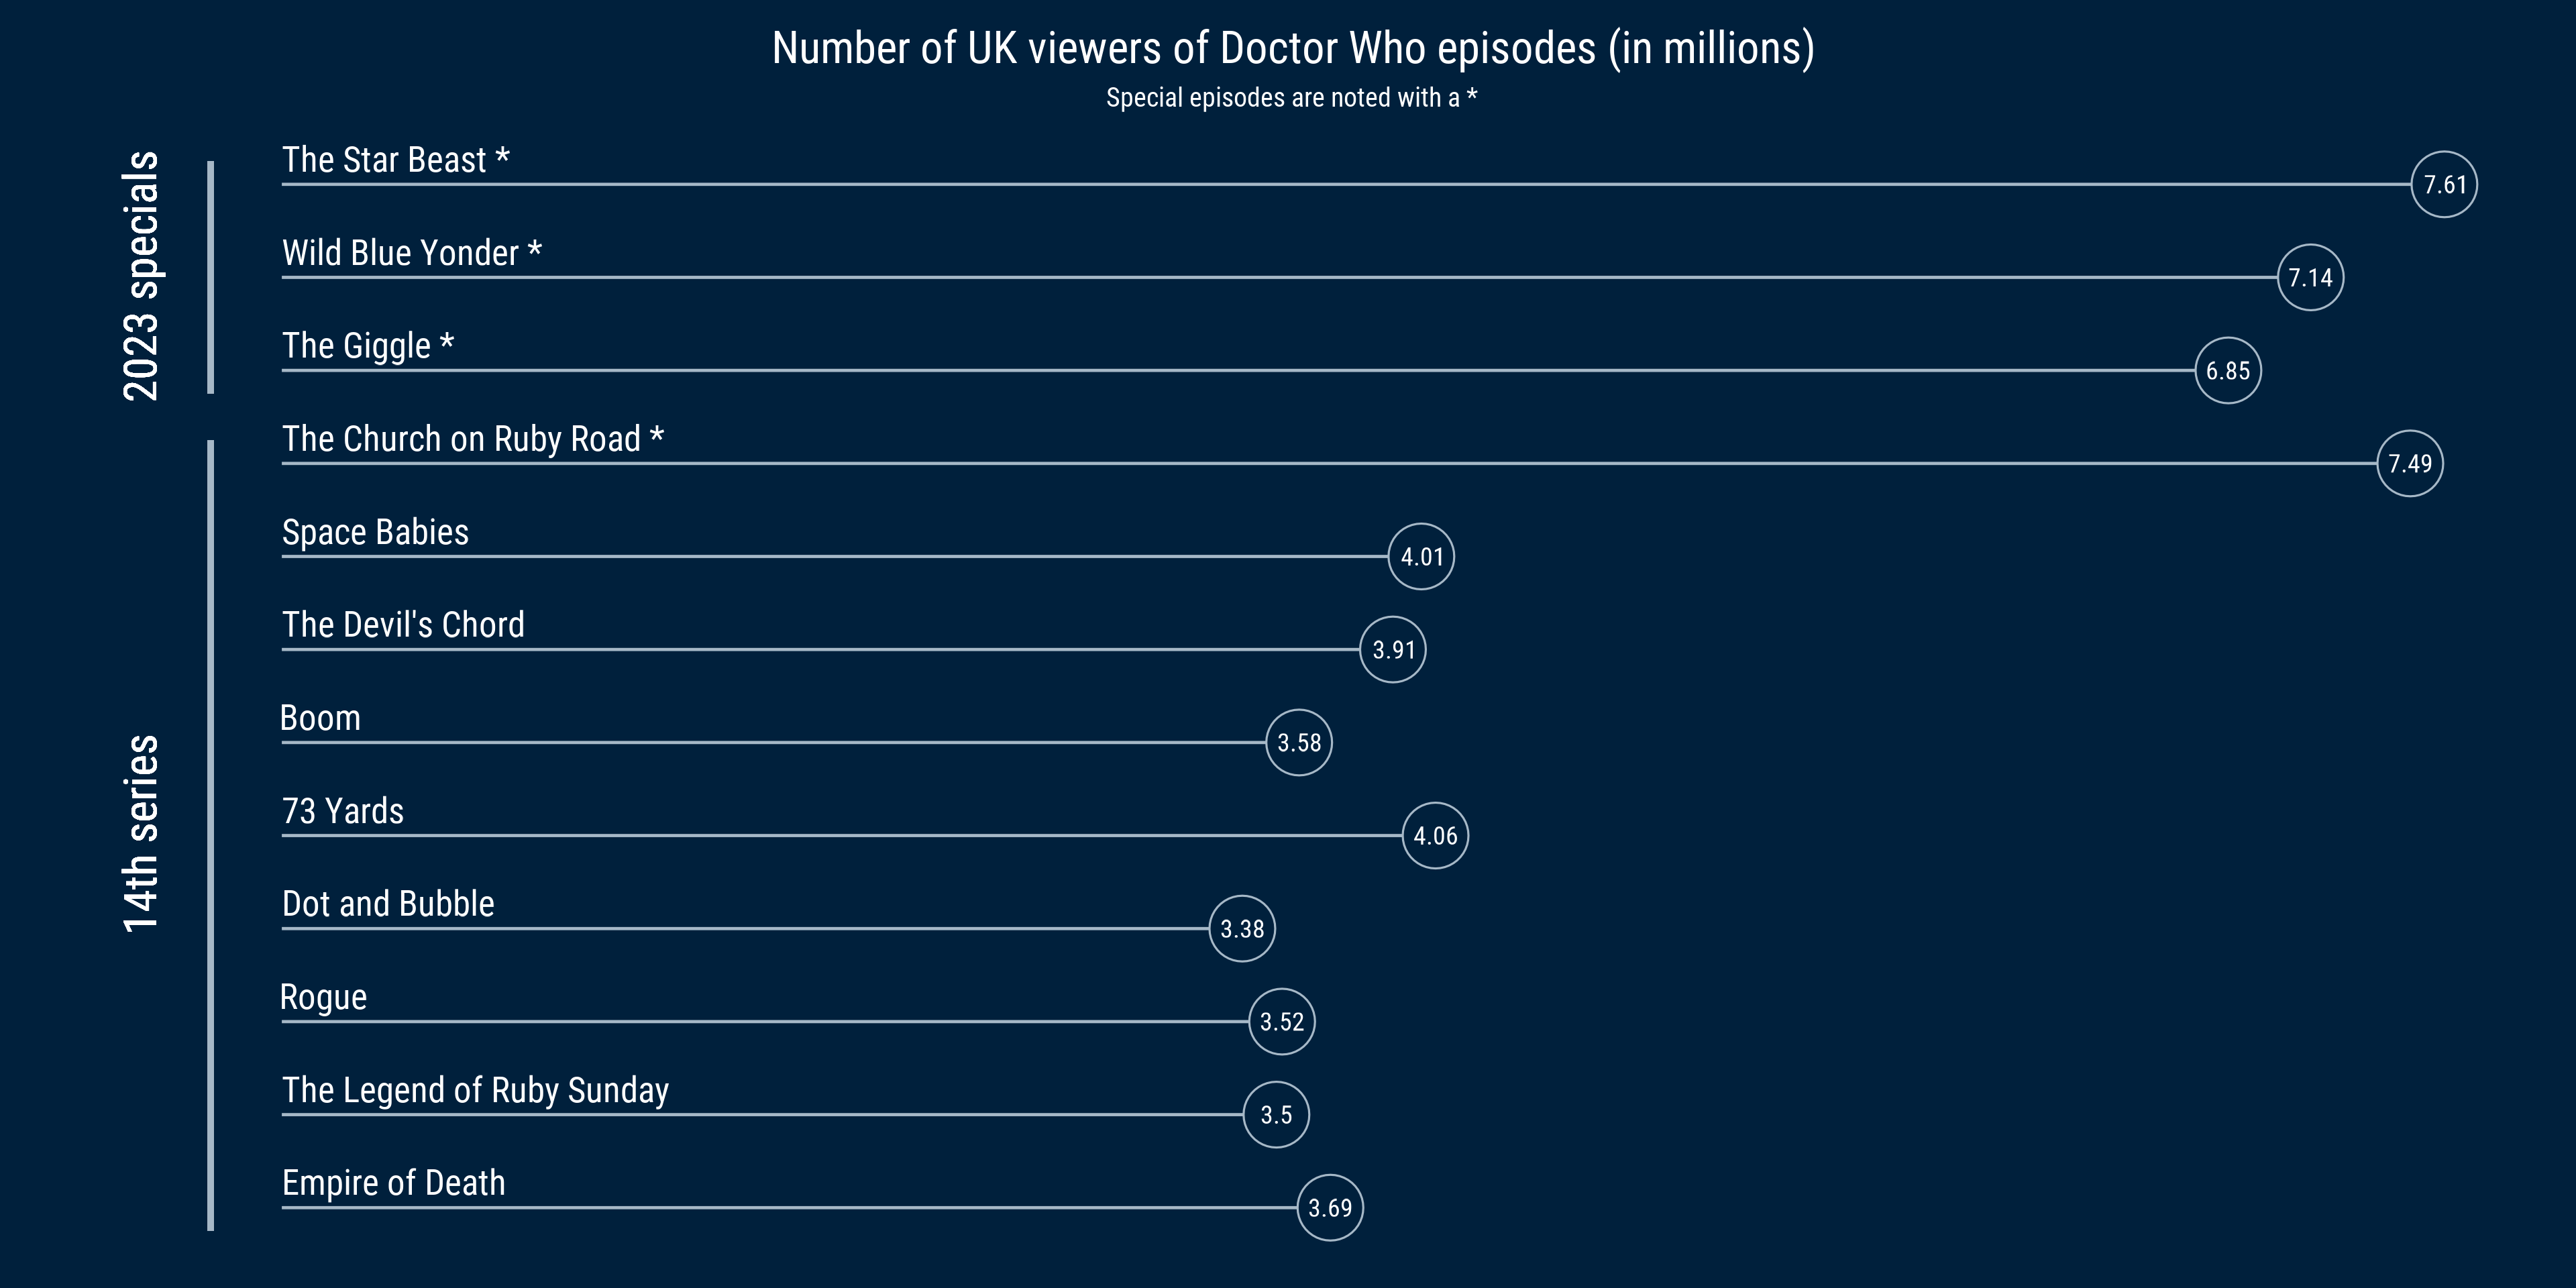 Number of UK viewers of Doctor Who episodes (in millions)
Special episodes are noted with a *
2023 specials
The Star Beast *
7.61
Wild Blue Yonder *
7.14
The Giggle *
6.85
14th series
The Church on Ruby Road *
7.49
Space Babies
4.01
The Devil's Chord
3.91
Boom
3.58
73 Yards
4.06
Dot and Bubble
3.38
Rogue
3.52
The Legend of Ruby Sunday
3.5
Empire of Death
3.69